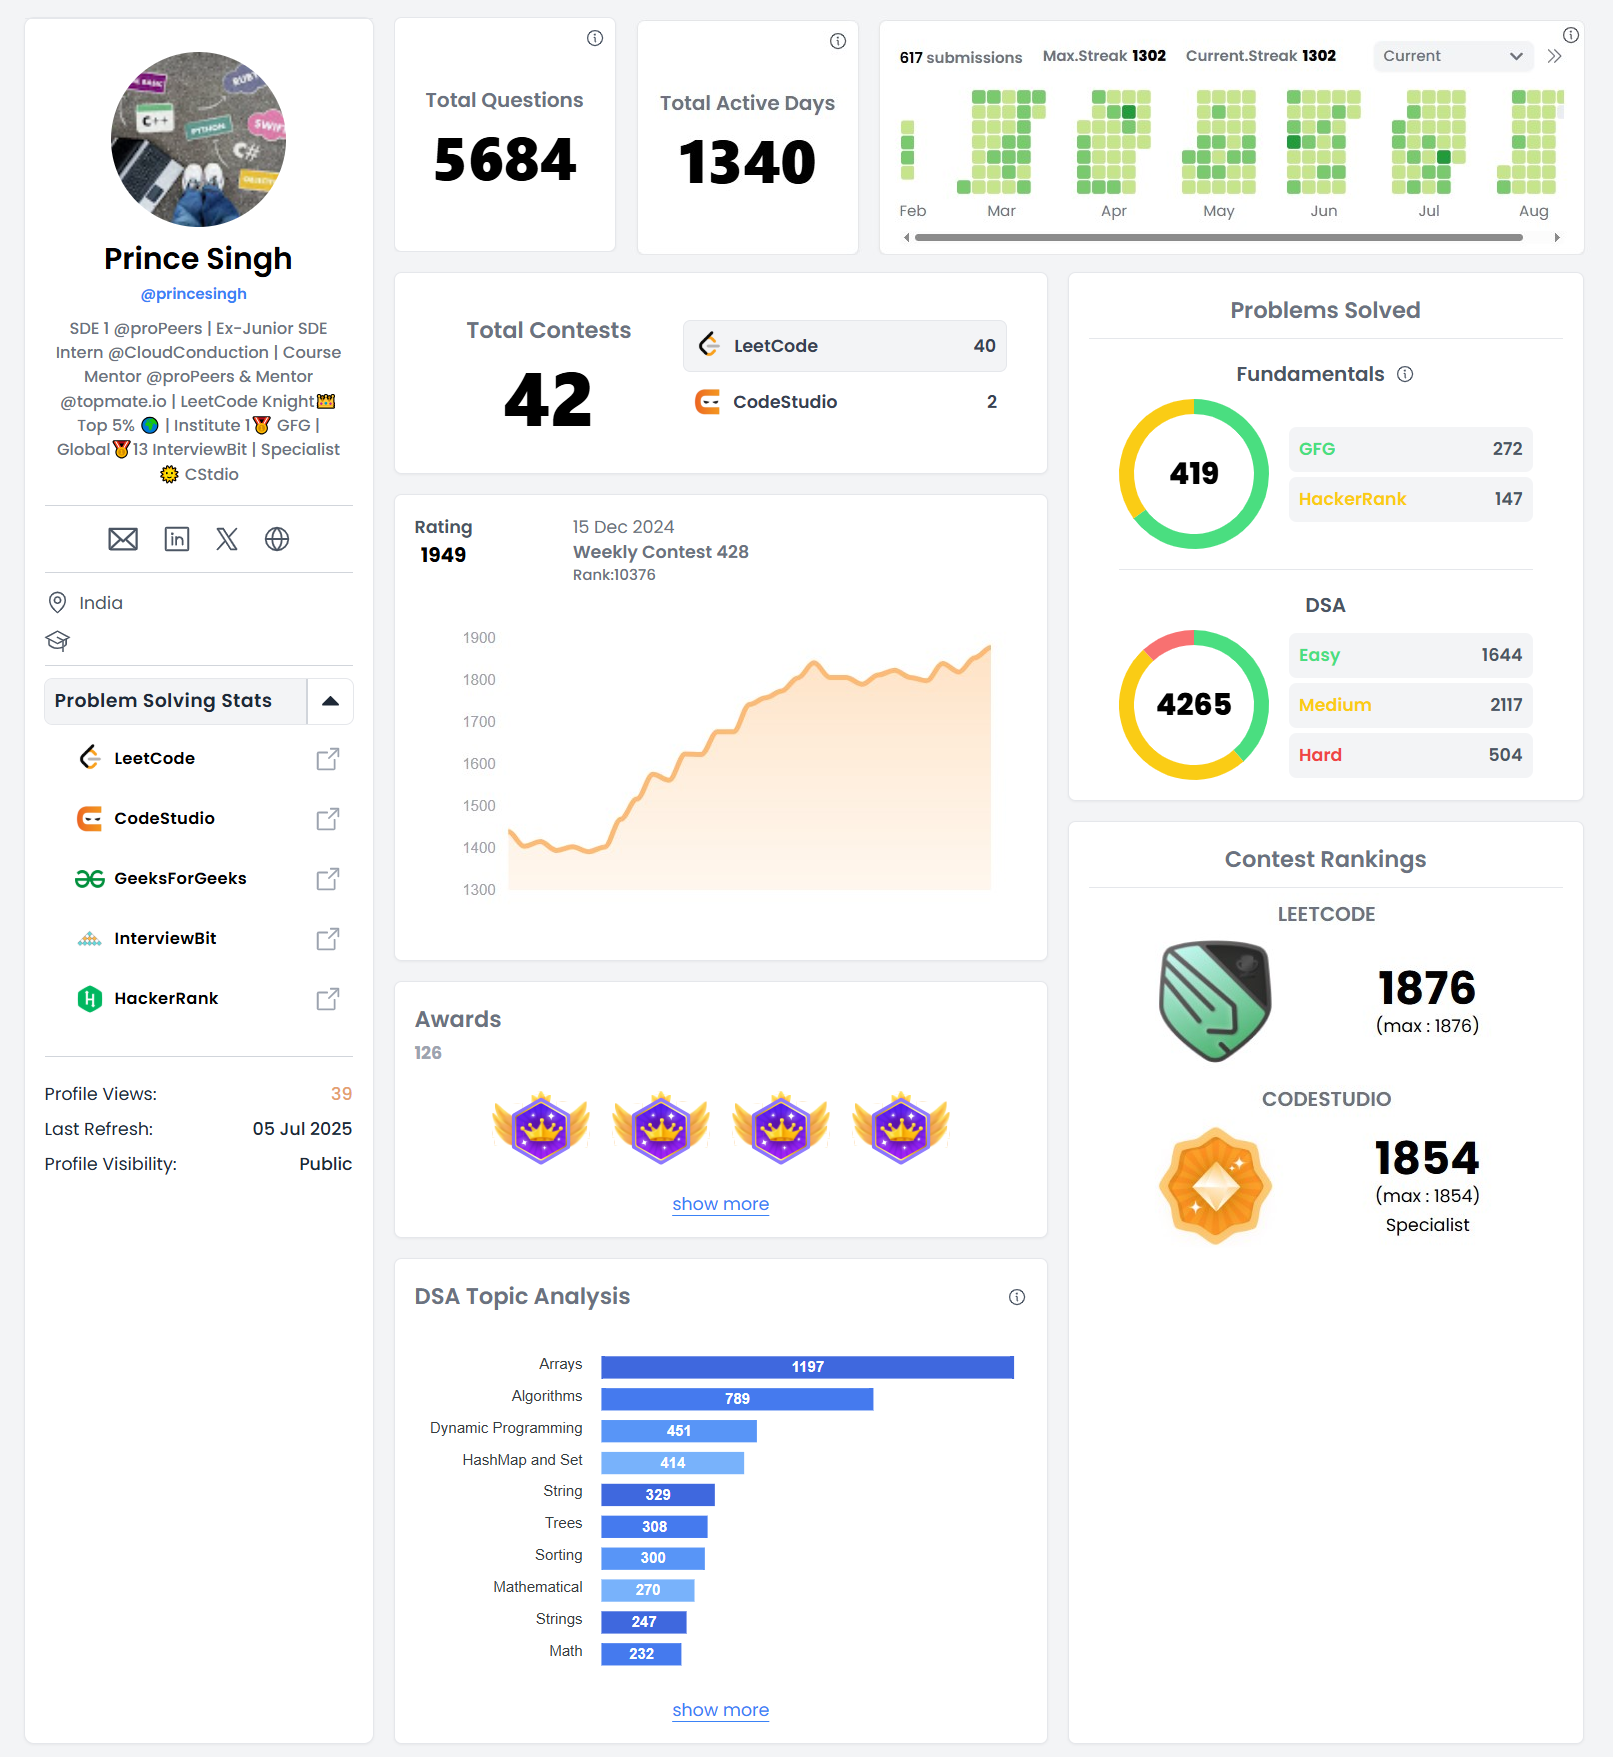 Prince Singh
@princesingh
SDE 1 @proPeers | Ex-Junior SDE
Intern @CloudConduction | Course
Mentor @proPeers & Mentor
@topmate.io | LeetCode Knight👑
Top 5% 🌍 | Institute 1🏅 GFG |
Global🏅13 InterviewBit | Specialist
🌞 CStdio
India
Problem Solving Stats
LeetCode
CodeStudio
GeeksForGeeks
InterviewBit
HackerRank
Profile Views: 39
Last Refresh: 05 Jul 2025
Profile Visibility: Public
Total Questions
5684
Total Active Days
1340
617 submissions Max.Streak 1302 Current.Streak 1302 Current
Feb Mar Apr May Jun Jul Aug
Total Contests
42
LeetCode 40
CodeStudio 2
Rating
1949
15 Dec 2024
Weekly Contest 428
Rank:10376
1900
1800
1700
1600
1500
1400
1300
Awards
126
show more
DSA Topic Analysis
Arrays 1197
Algorithms 789
Dynamic Programming 451
HashMap and Set 414
String 329
Trees 308
Sorting 300
Mathematical 270
Strings 247
Math 232
show more
Problems Solved
Fundamentals
419
GFG 272
HackerRank 147
DSA
4265
Easy 1644
Medium 2117
Hard 504
Contest Rankings
LEETCODE
1876
(max : 1876)
CODESTUDIO
1854
(max : 1854)
Specialist
C++
PYTHON
C#